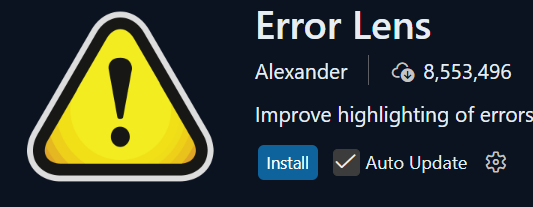 Error Lens
Alexander 8,553,496
Improve highlighting of errors
Install Auto Update